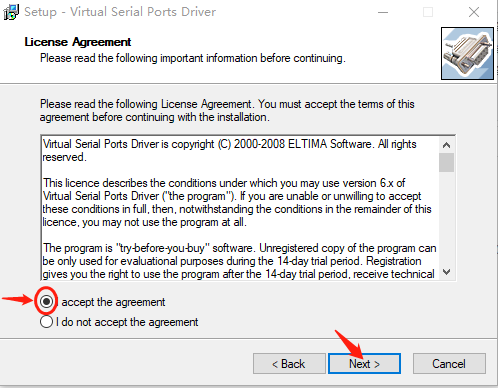 Setup - Virtual Serial Ports Driver
License Agreement
Please read the following important information before continuing.
Please read the following License Agreement. You must accept the terms of this
agreement before continuing with the installation.
Virtual Serial Ports Driver is copyright (C) 2000-2008 ELTIMA Software. All rights
reserved.
This licence describes the conditions under which you may use version 6.x of
Virtual Serial Ports Driver ("the program"). If you are unable or unwilling to accept
these conditions in full, then, notwithstanding the conditions in the remainder of this
licence, you may not use the program at all.
The program is "try-before-you-buy" software. Unregistered copy of the program can
be only used for evaluational purposes during the 14-day trial period. Registration
gives you the right to use the program after the 14-day trial period, receive technical
I accept the agreement
I do not accept the agreement
< Back
Next >
Cancel